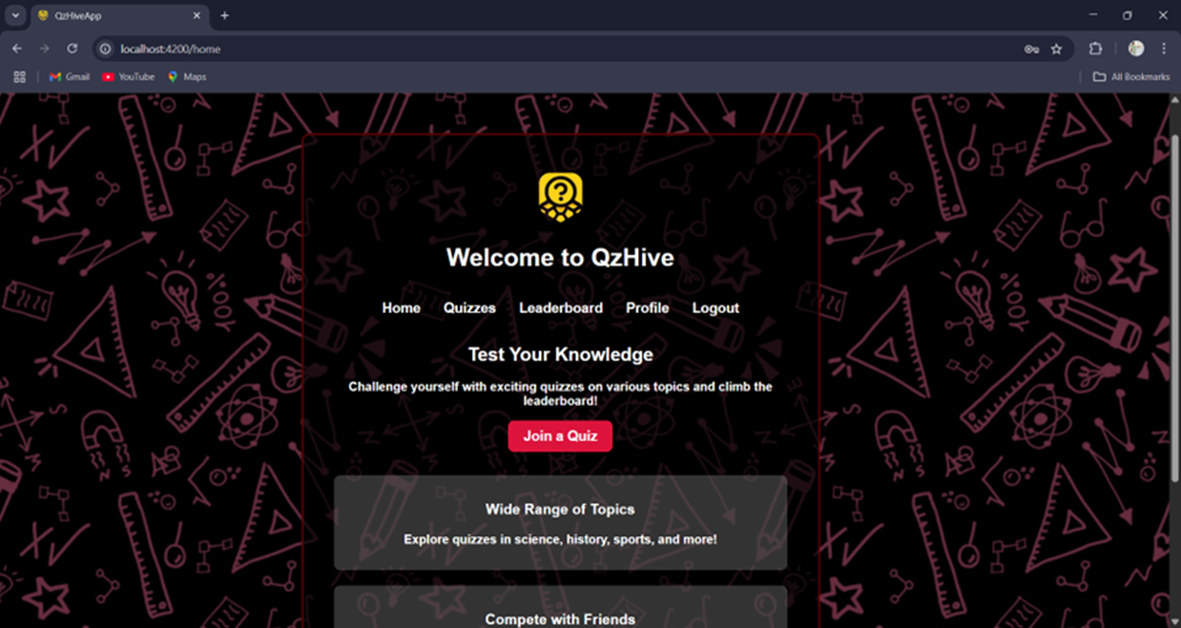 QzHiveApp
localhost:4200/home
Gmail YouTube Maps All Bookmarks
Welcome to QzHive
Home Quizzes Leaderboard Profile Logout
Test Your Knowledge
Challenge yourself with exciting quizzes on various topics and climb the
leaderboard!
Join a Quiz
Wide Range of Topics
Explore quizzes in science, history, sports, and more!
Compete with Friends